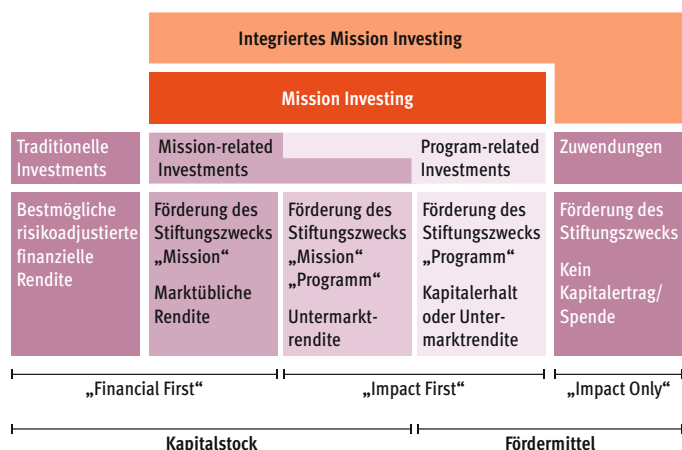 Integriertes Mission Investing
Mission Investing
Traditionelle
Investments
Mission-related
Investments
Program-related
Investments
Zuwendungen
Bestmögliche
risikoadjustierte
finanzielle
Rendite
Förderung des
Stiftungszwecks
„Mission“
Marktübliche
Rendite
Förderung des
Stiftungszwecks
„Mission“
„Programm“
Untermarkt-
rendite
Förderung des
Stiftungszwecks
„Programm“
Kapitalerhalt
oder Unter-
marktrendite
Förderung des
Stiftungszwecks
Kein
Kapitalertrag/
Spende
„Financial First“
„Impact First“
„Impact Only“
Kapitalstock
Fördermittel